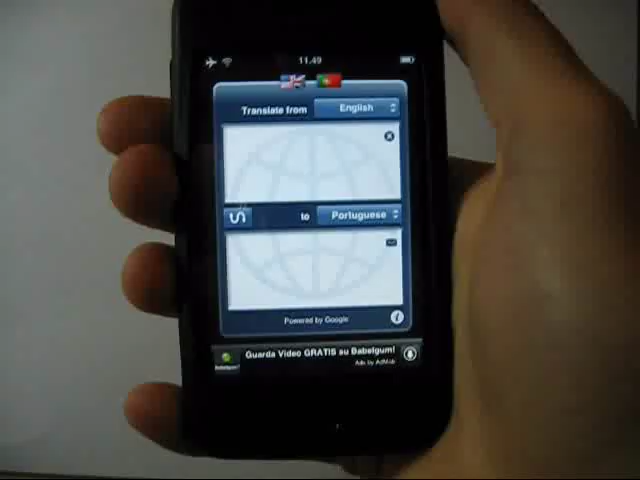 11.49
Translate from English
to Portuguese
Powered by Google
Guarda Video GRATIS su Babelgum!
Ads by AdMob